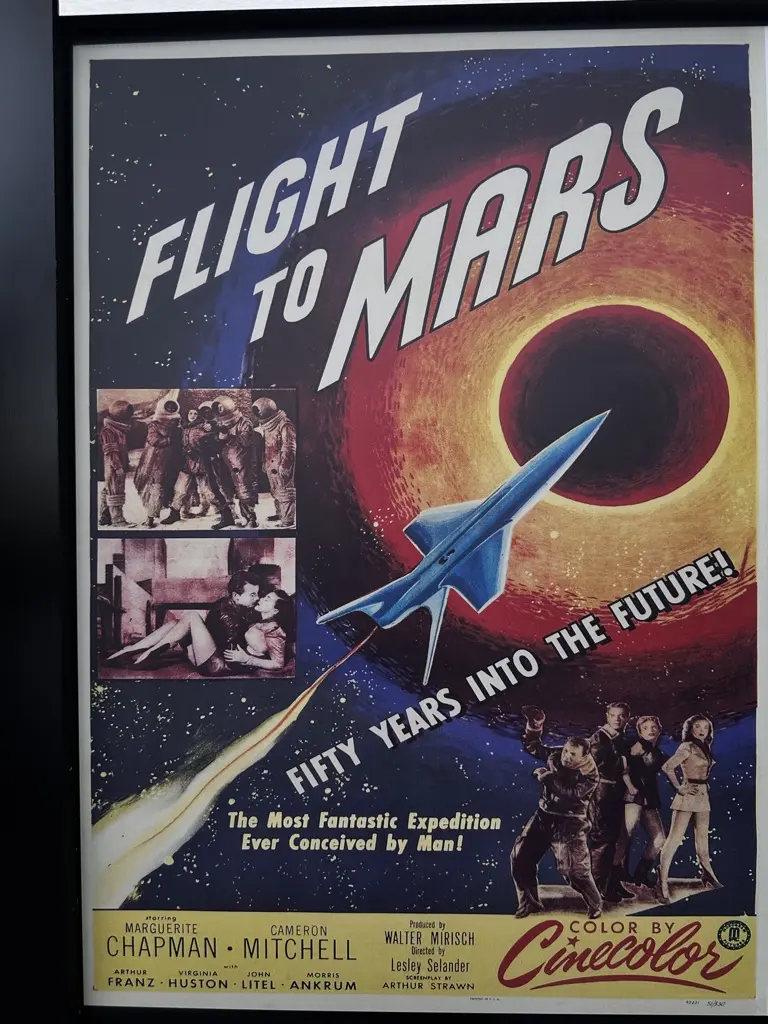 FLIGHT
TO MARS
FIFTY YEARS INTO THE FUTURE!
The Most Fantastic Expedition
Ever Conceived by Man!
starring
MARGUERITE CHAPMAN · CAMERON MITCHELL
with
ARTHUR FRANZ · VIRGINIA HUSTON · JOHN LITEL · MORRIS ANKRUM
Produced by
WALTER MIRISCH
Directed by
Lesley Selander
SCREENPLAY BY
ARTHUR STRAWN
COLOR BY
Cinecolor